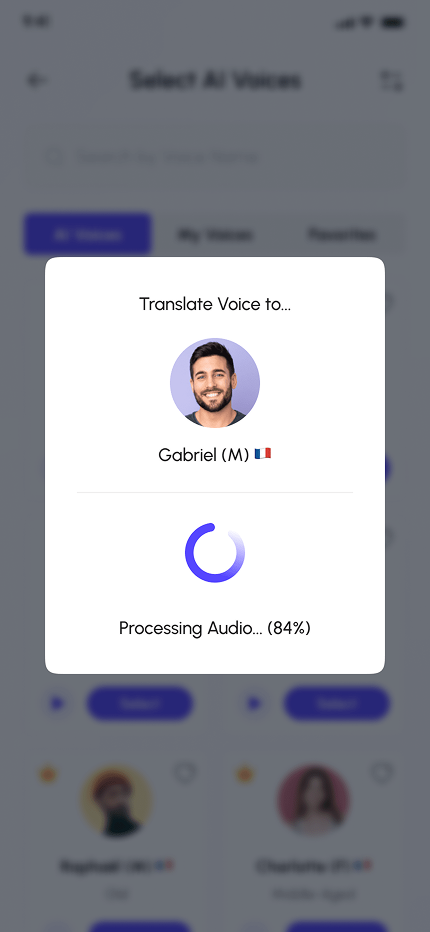 9:41
Select AI Voices
Search by Voice Name
AI Voices My Voices Favorites
Translate Voice to...
Gabriel (M)
Processing Audio... (84%)
Select Select
Raphael (M) Charlotte (F)
Old Middle Aged